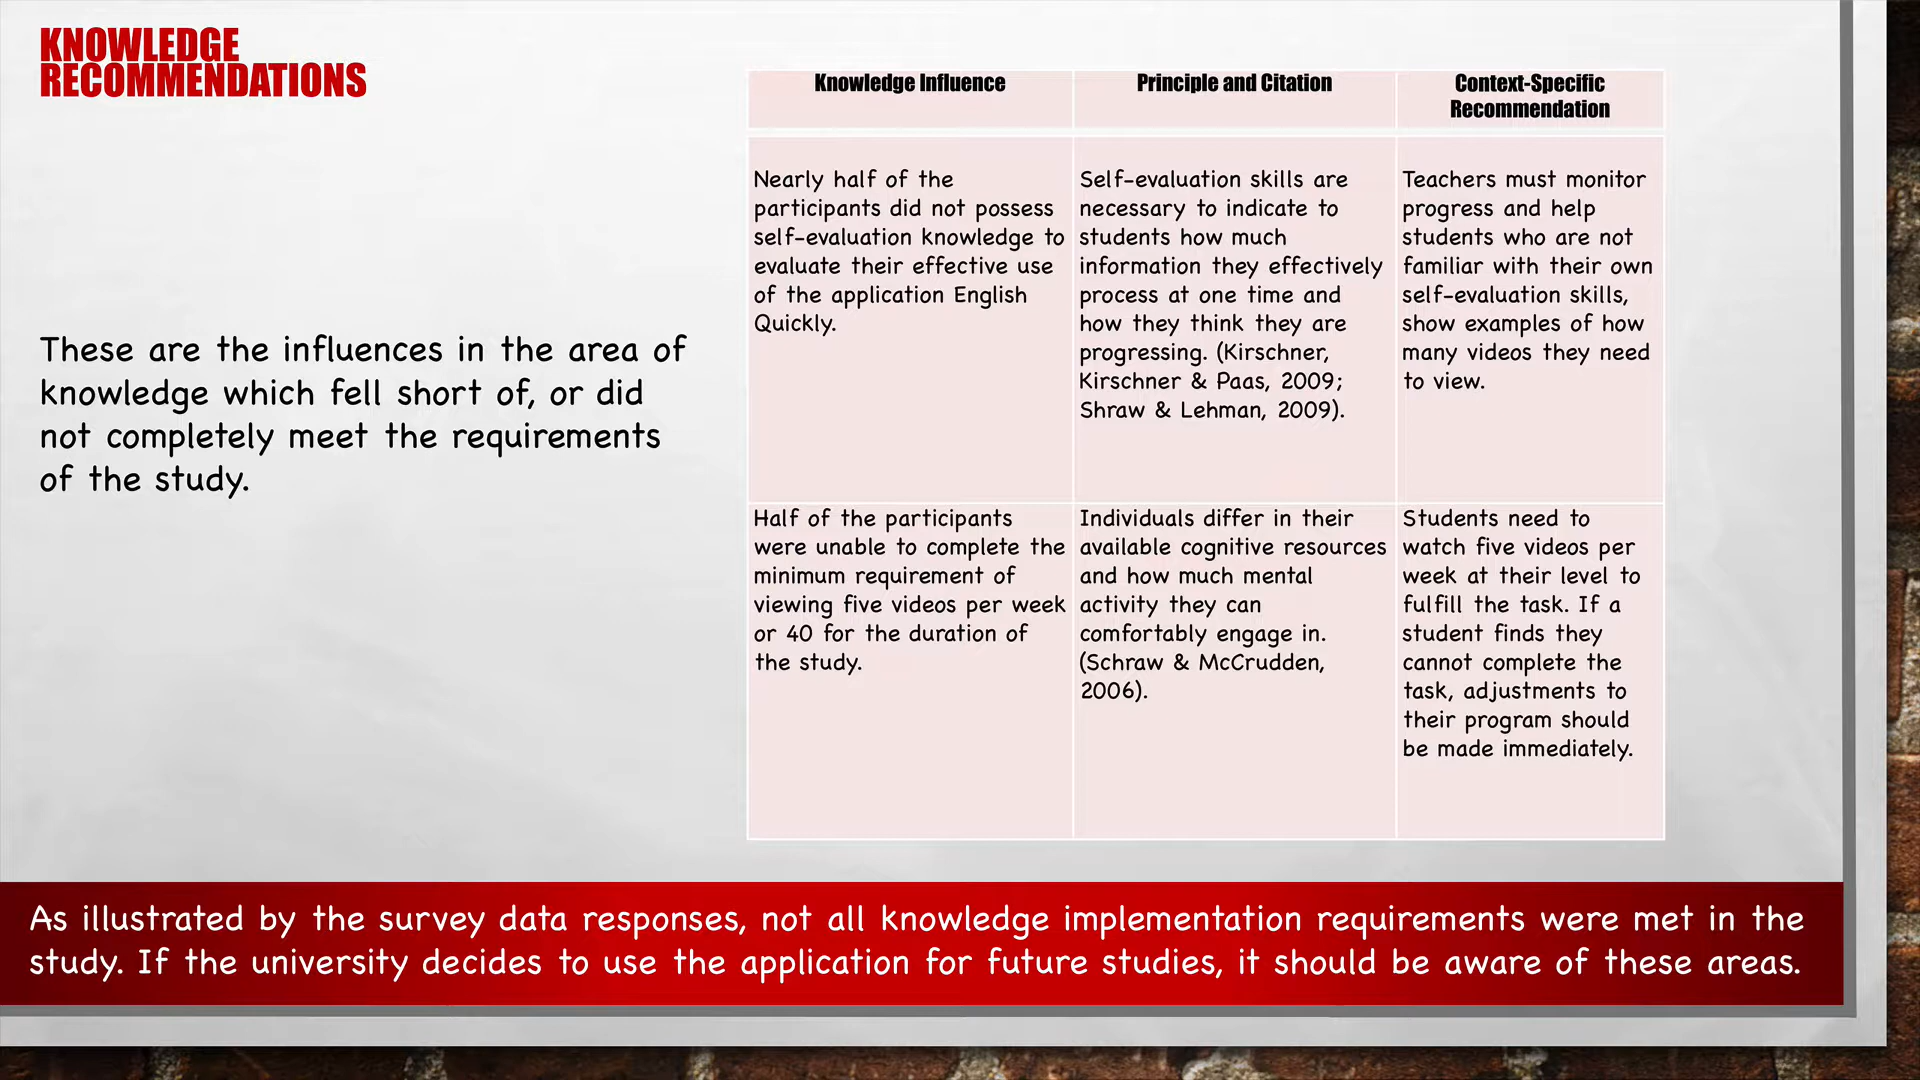 KNOWLEDGE
RECOMMENDATIONS
These are the influences in the area of
knowledge which fell short of, or did
not completely meet the requirements
of the study.
Knowledge Influence
Principle and Citation
Context-Specific
Recommendation
Nearly half of the
participants did not possess
self-evaluation knowledge to
evaluate their effective use
of the application English
Quickly.
Self-evaluation skills are
necessary to indicate to
students how much
information they effectively
process at one time and
how they think they are
progressing. (Kirschner,
Kirschner & Paas, 2009;
Shraw & Lehman, 2009).
Teachers must monitor
progress and help
students who are not
familiar with their own
self-evaluation skills,
show examples of how
many videos they need
to view.
Half of the participants
were unable to complete the
minimum requirement of
viewing five videos per week
or 40 for the duration of
the study.
Individuals differ in their
available cognitive resources
and how much mental
activity they can
comfortably engage in.
(Schraw & McCrudden,
2006).
Students need to
watch five videos per
week at their level to
fulfill the task. If a
student finds they
cannot complete the
task, adjustments to
their program should
be made immediately.
As illustrated by the survey data responses, not all knowledge implementation requirements were met in the
study. If the university decides to use the application for future studies, it should be aware of these areas.